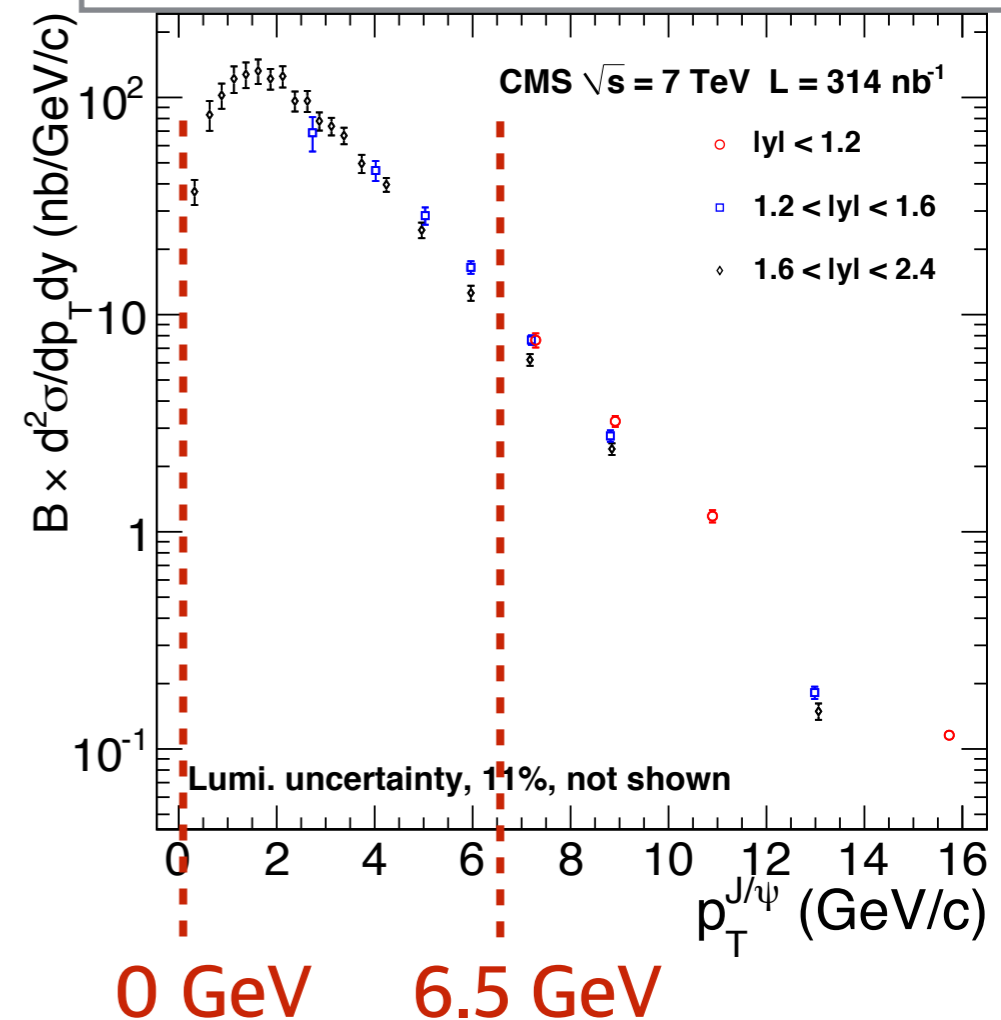 CMS √s = 7 TeV L = 314 nb⁻¹
|y| < 1.2
1.2 < |y| < 1.6
1.6 < |y| < 2.4
B × d²σ/dp_T dy (nb/GeV/c)
10²
10
1
10⁻¹
Lumi. uncertainty, 11%, not shown
0 2 4 6 8 10 12 14 16
p_T^{J/ψ} (GeV/c)
0 GeV 6.5 GeV